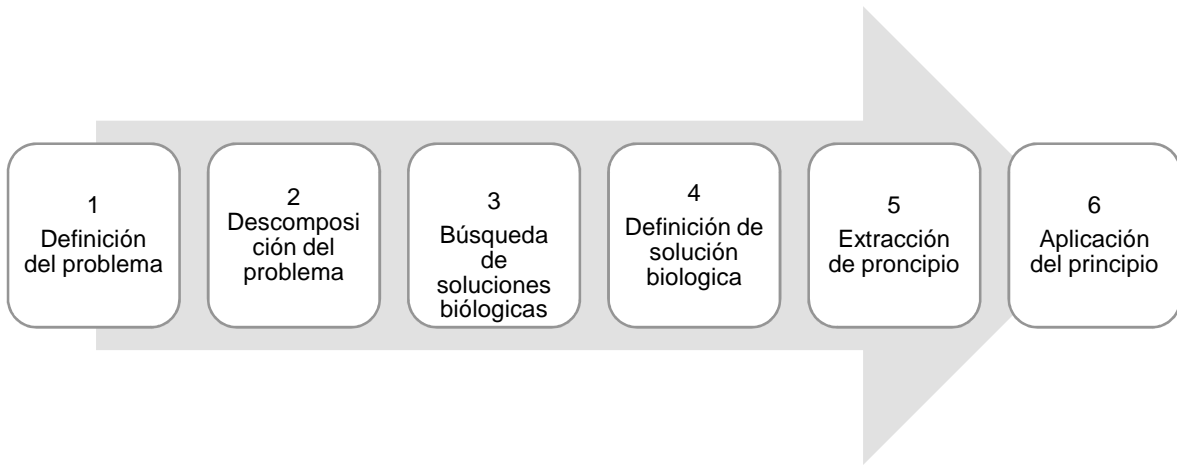 1
Definición
del problema
2
Descomposi
ción del
problema
3
Búsqueda
de
soluciones
biólogicas
4
Definición de
solución
biologica
5
Extracción
de proncipio
6
Aplicación
del principio